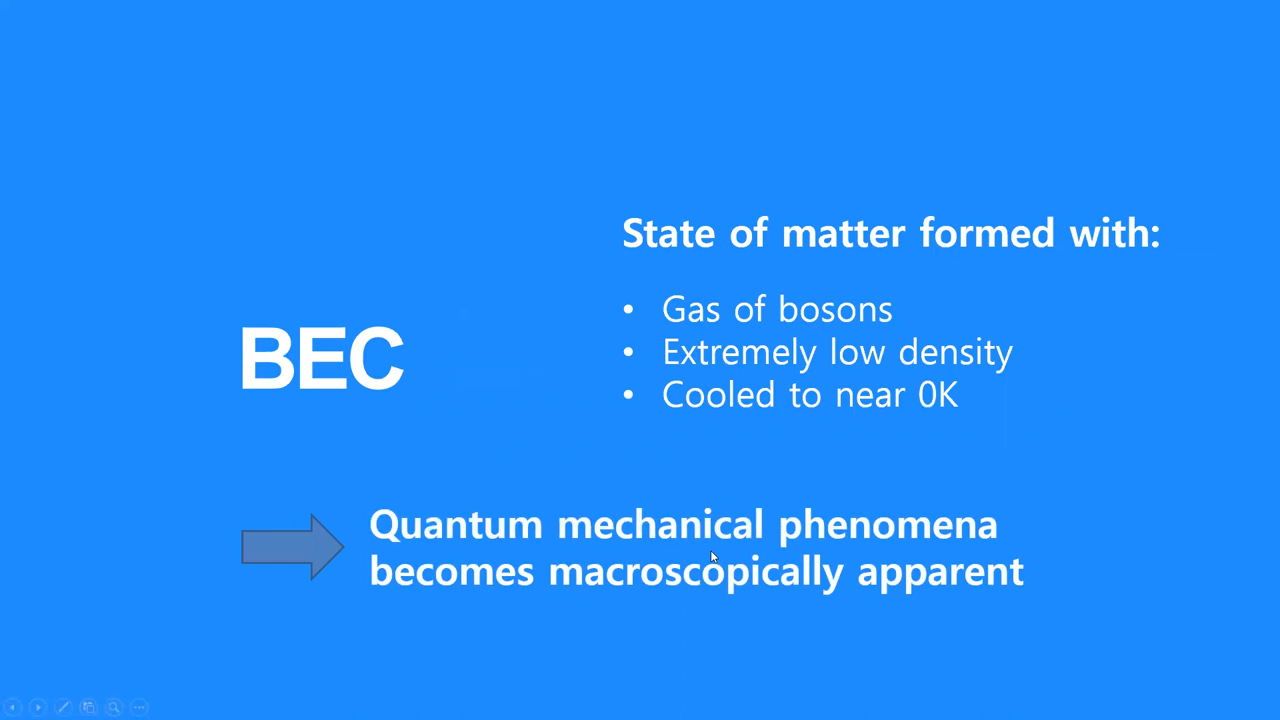 BEC
State of matter formed with:
• Gas of bosons
• Extremely low density
• Cooled to near 0K
Quantum mechanical phenomena
becomes macroscopically apparent